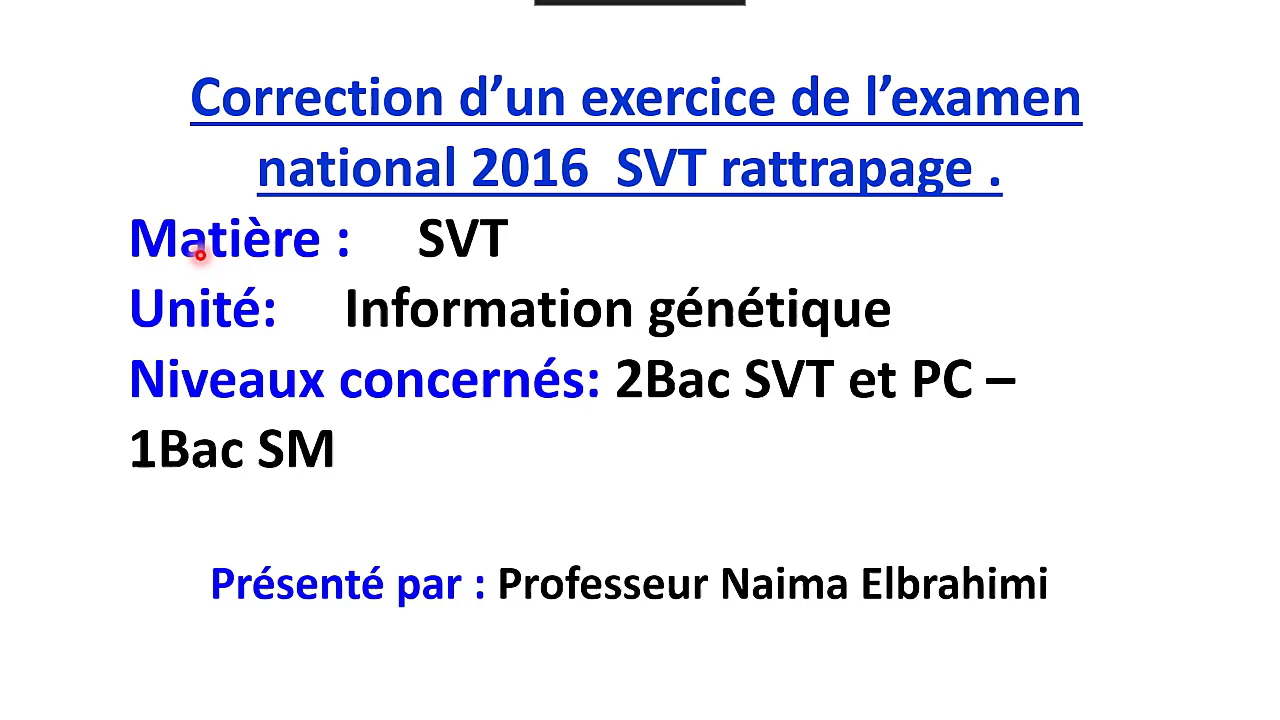 Correction d’un exercice de l’examen
national 2016 SVT rattrapage .
Matière : SVT
Unité: Information génétique
Niveaux concernés: 2Bac SVT et PC –
1Bac SM
Présenté par : Professeur Naima Elbrahimi